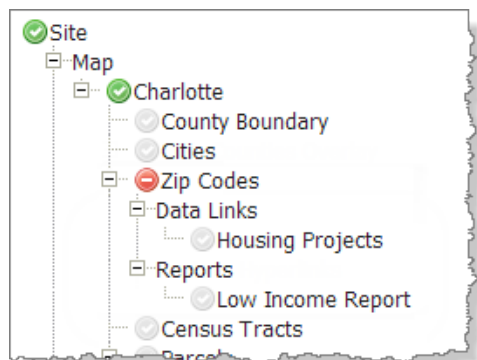 Site
Map
Charlotte
County Boundary
Cities
Zip Codes
Data Links
Housing Projects
Reports
Low Income Report
Census Tracts